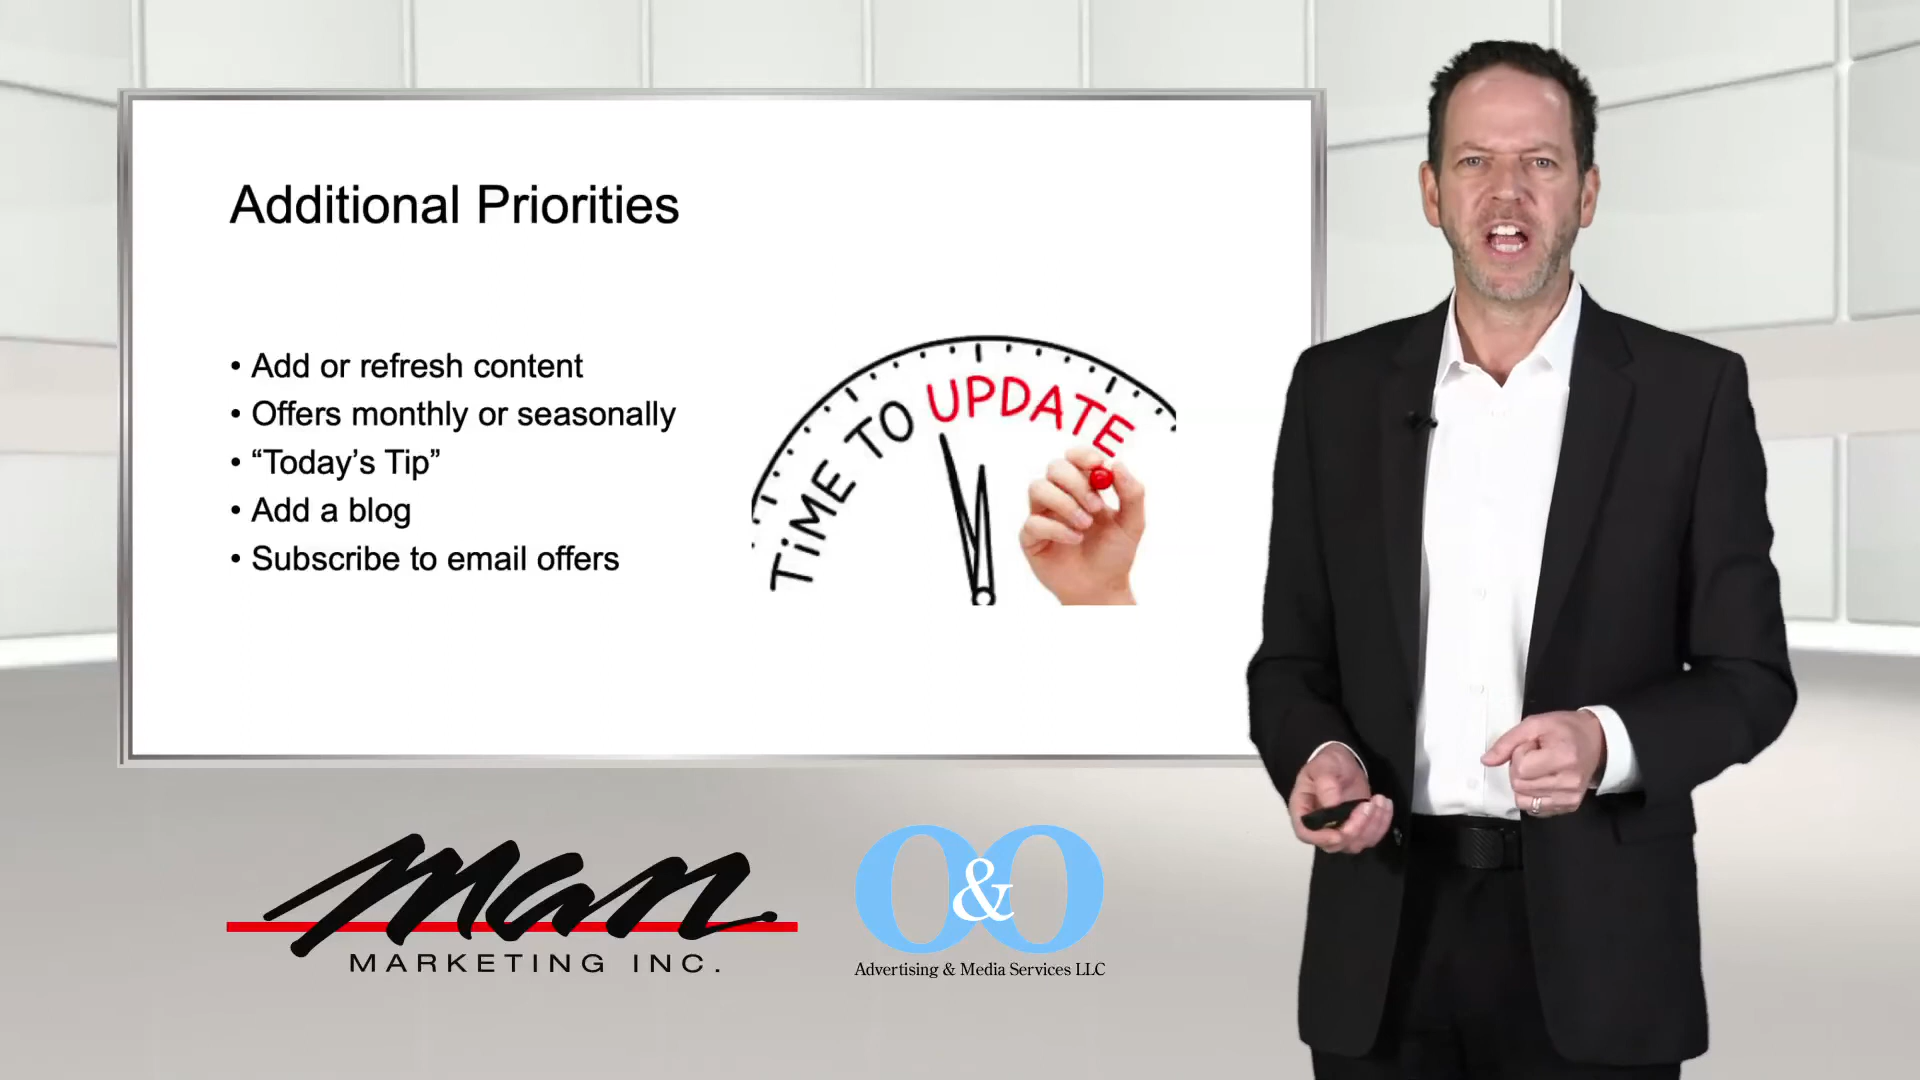 Additional Priorities
• Add or refresh content
• Offers monthly or seasonally
• “Today’s Tip”
• Add a blog
• Subscribe to email offers
TiME TO UPDATE
man
MARKETING INC.
O&O
Advertising & Media Services LLC